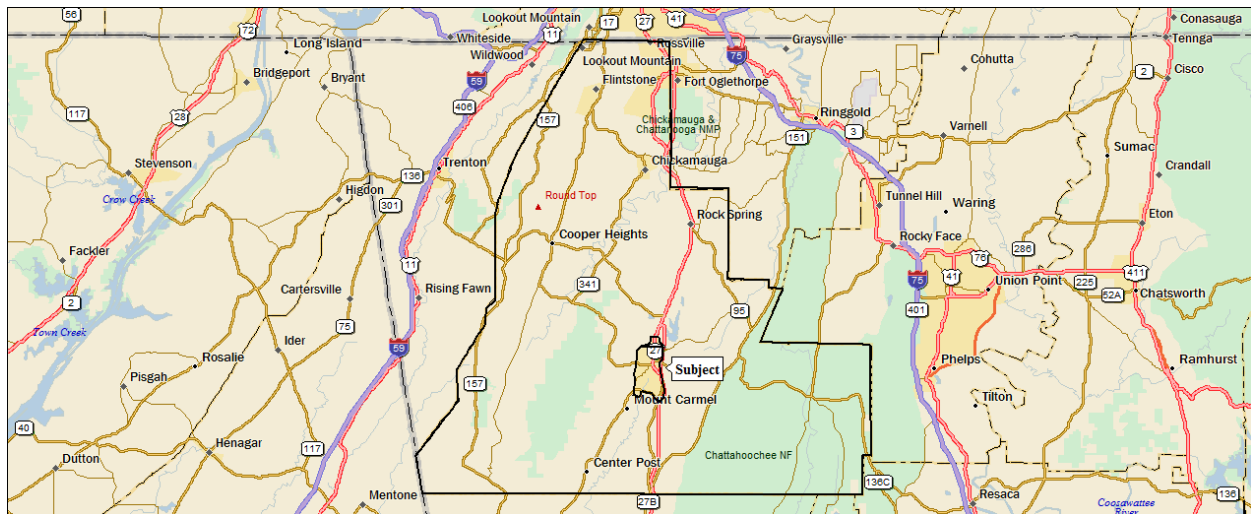 56
72
Long Island
Bridgeport
Bryant
117
28
Stevenson
Crow Creek
Higdon
136
301
Fackler
2
Town Creek
Cartersville
75
Rosalie
Ider
Pisgah
40
Dutton
Henagar
117
Mentone
Lookout Mountain
17
27
41
Whiteside
11
Wildwood
Rossville
Lookout Mountain
Flintstone
Fort Oglethorpe
59
406
157
Chickamauga &
Chattanooga NMP
Trenton
Chickamauga
Round Top
Rock Spring
Cooper Heights
11
341
Rising Fawn
95
59
27
Subject
157
Mount Carmel
Center Post
Chattahoochee NF
27B
136C
Graysville
75
Ringgold
151
3
Cohutta
Varnell
Conasauga
Tennga
2
Cisco
Sumac
Crandall
Tunnel Hill
Waring
Eton
Rocky Face
286
76
75
41
Union Point
411
225
52A
Chatsworth
401
Phelps
Ramhurst
Tilton
Resaca
136
Coosawattee
River